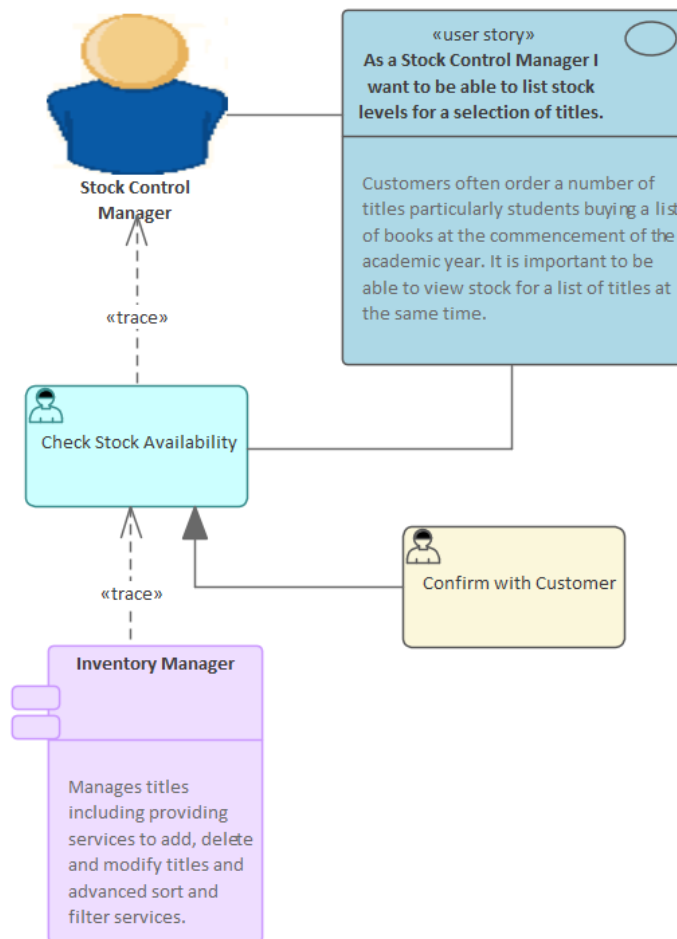 «user story»
As a Stock Control Manager I
want to be able to list stock
levels for a selection of titles.
Customers often order a number of
titles particularly students buying a list
of books at the commencement of the
academic year. It is important to be
able to view stock for a list of titles at
the same time.
Stock Control
Manager
«trace»
Check Stock Availability
Confirm with Customer
«trace»
Inventory Manager
Manages titles
including providing
services to add, delete
and modify titles and
advanced sort and
filter services.